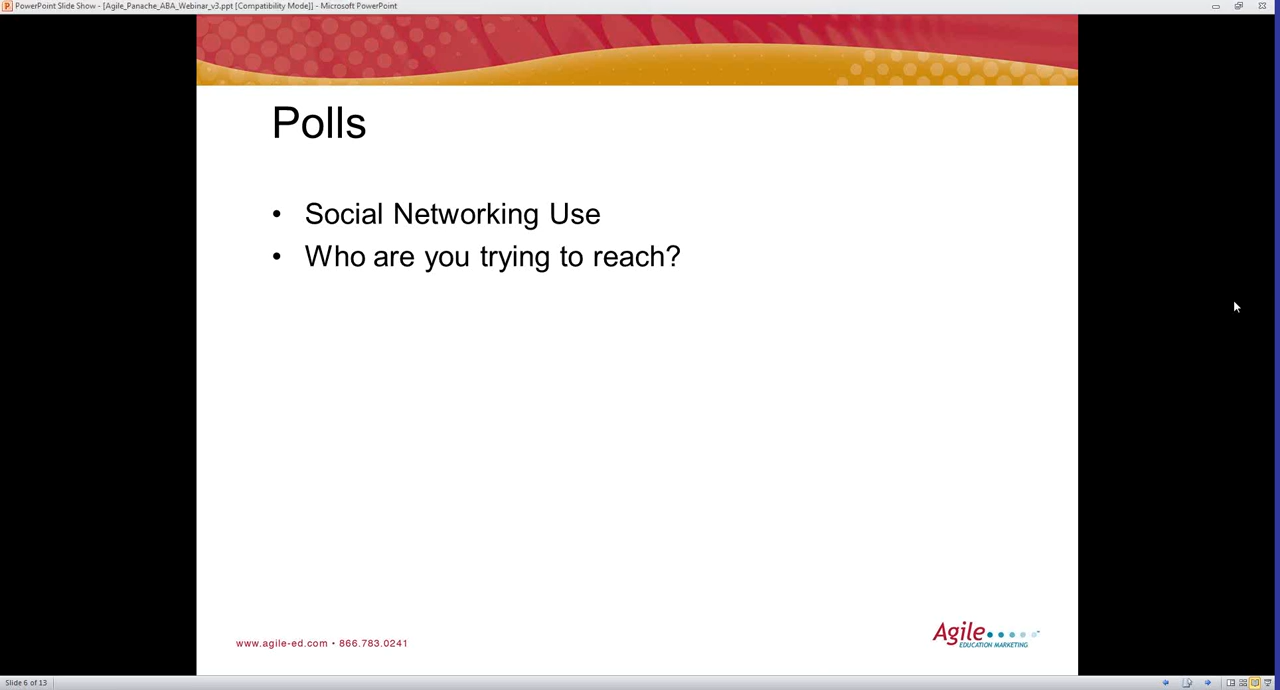 PowerPoint Slide Show - [Agile_Panache_ABA_Webinar_v3.ppt [Compatibility Mode]] - Microsoft PowerPoint
Polls
• Social Networking Use
• Who are you trying to reach?
www.agile-ed.com • 866.783.0241
Agile
EDUCATION MARKETING
Slide 6 of 13